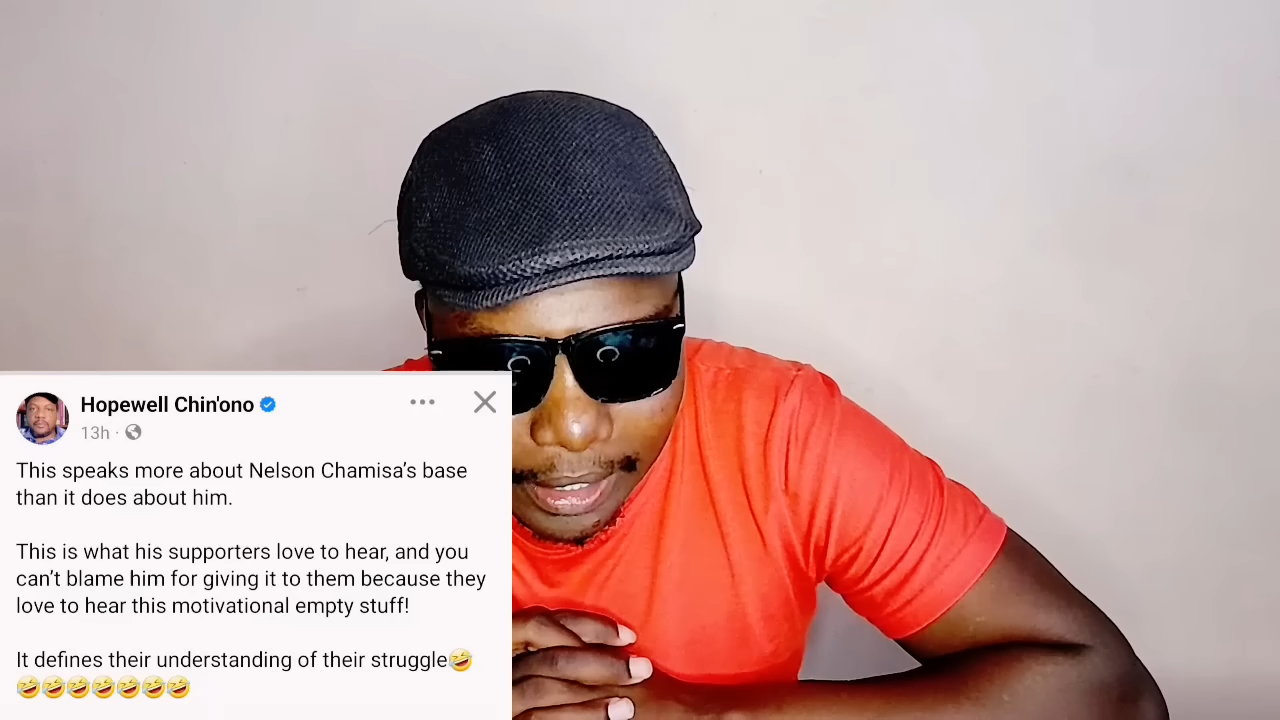 Hopewell Chin'ono
13h ·
This speaks more about Nelson Chamisa’s base
than it does about him.
This is what his supporters love to hear, and you
can’t blame him for giving it to them because they
love to hear this motivational empty stuff!
It defines their understanding of their struggle🤣
🤣🤣🤣🤣🤣🤣🤣